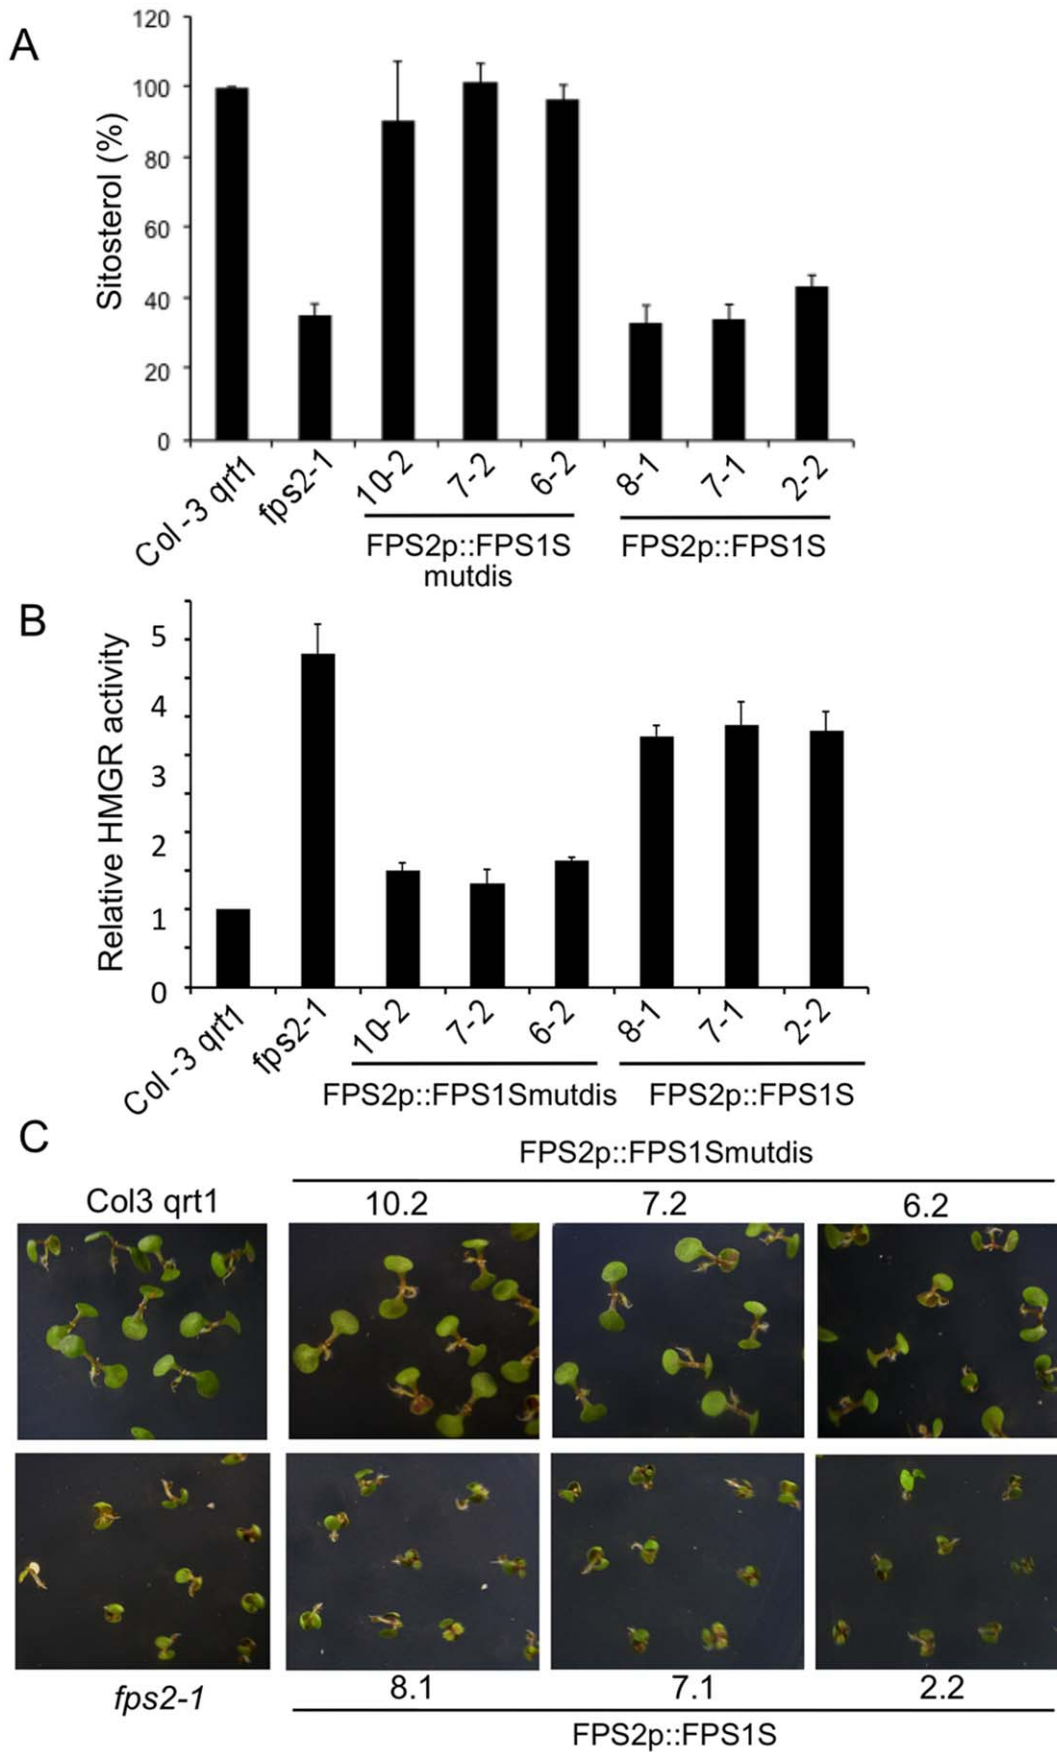 A
120
100
80
60
40
20
0
Sitosterol (%)
Col -3 qrt1
fps2-1
10-2
7-2
6-2
8-1
7-1
2-2
FPS2p::FPS1S
mutdis
FPS2p::FPS1S
B
5
4
3
2
1
0
Relative HMGR activity
Col -3 qrt1
fps2-1
10-2
7-2
6-2
8-1
7-1
2-2
FPS2p::FPS1Smutdis
FPS2p::FPS1S
C
FPS2p::FPS1Smutdis
Col3 qrt1
10.2
7.2
6.2
fps2-1
8.1
7.1
2.2
FPS2p::FPS1S